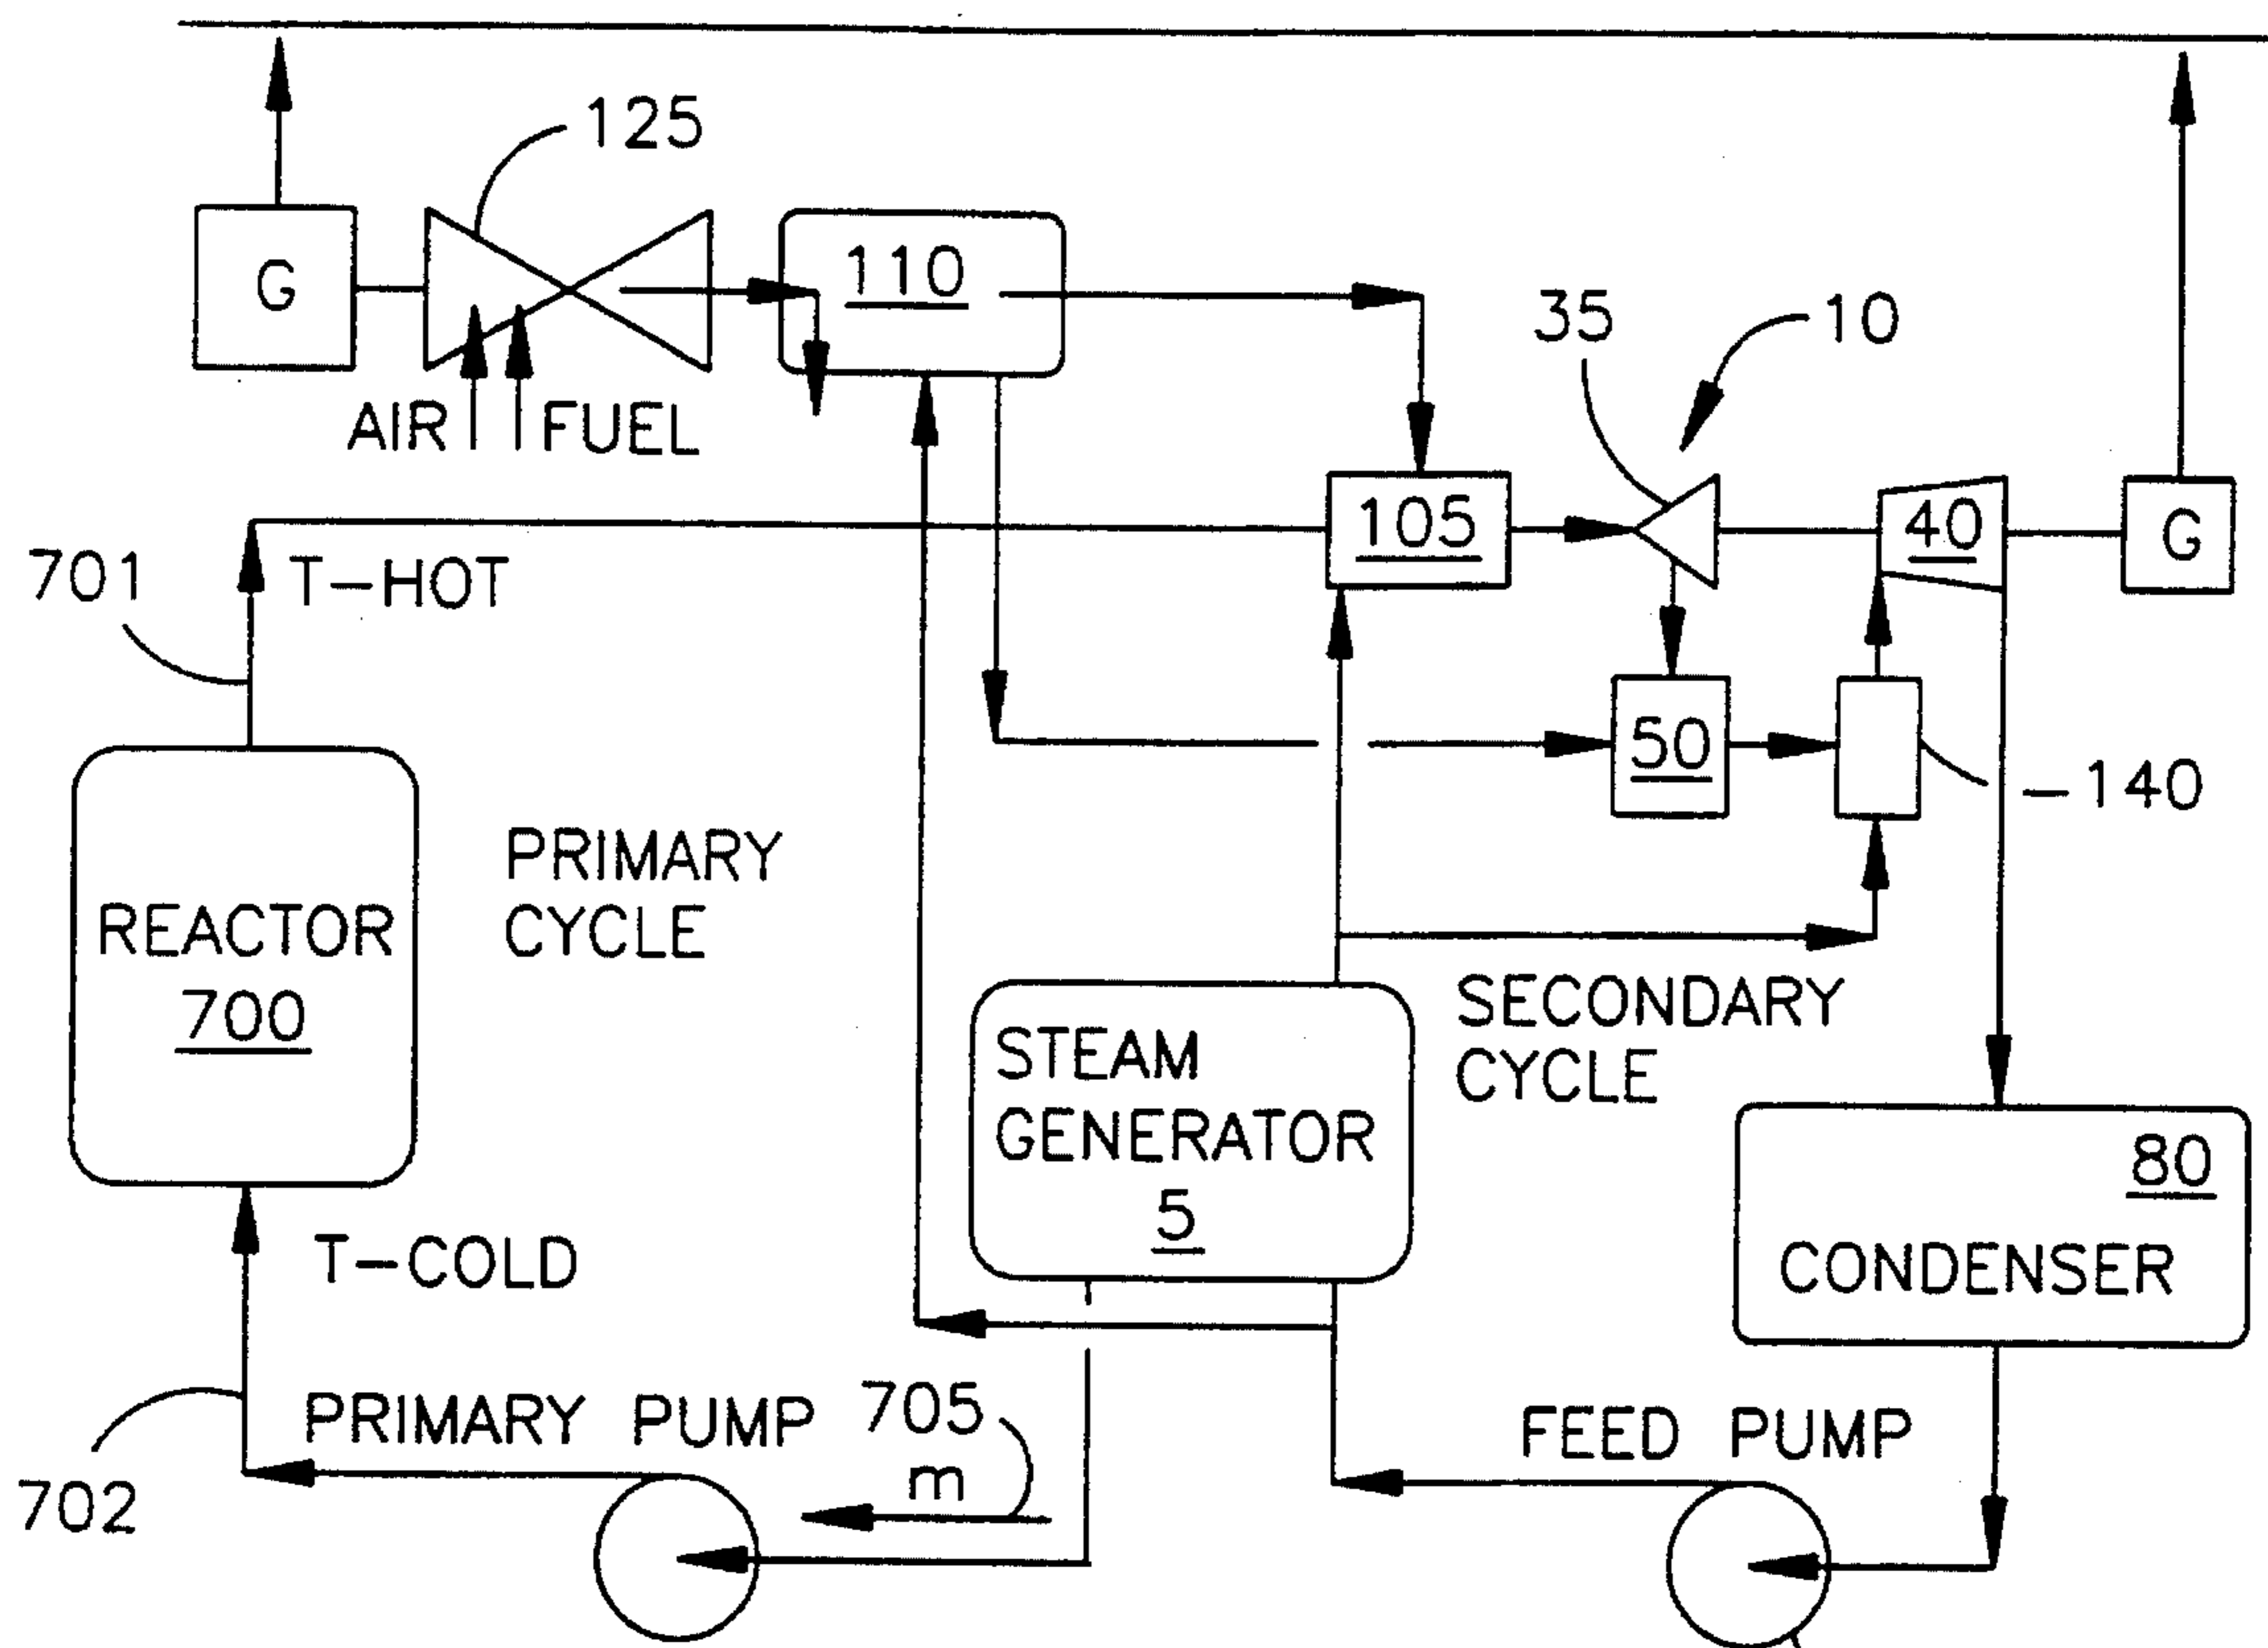 125
G
110
AIR
FUEL
35
10
105
40
G
701
T-HOT
50
-140
PRIMARY
CYCLE
REACTOR
700
SECONDARY
CYCLE
STEAM
GENERATOR
5
80
CONDENSER
T-COLD
PRIMARY PUMP
705
m
FEED PUMP
702